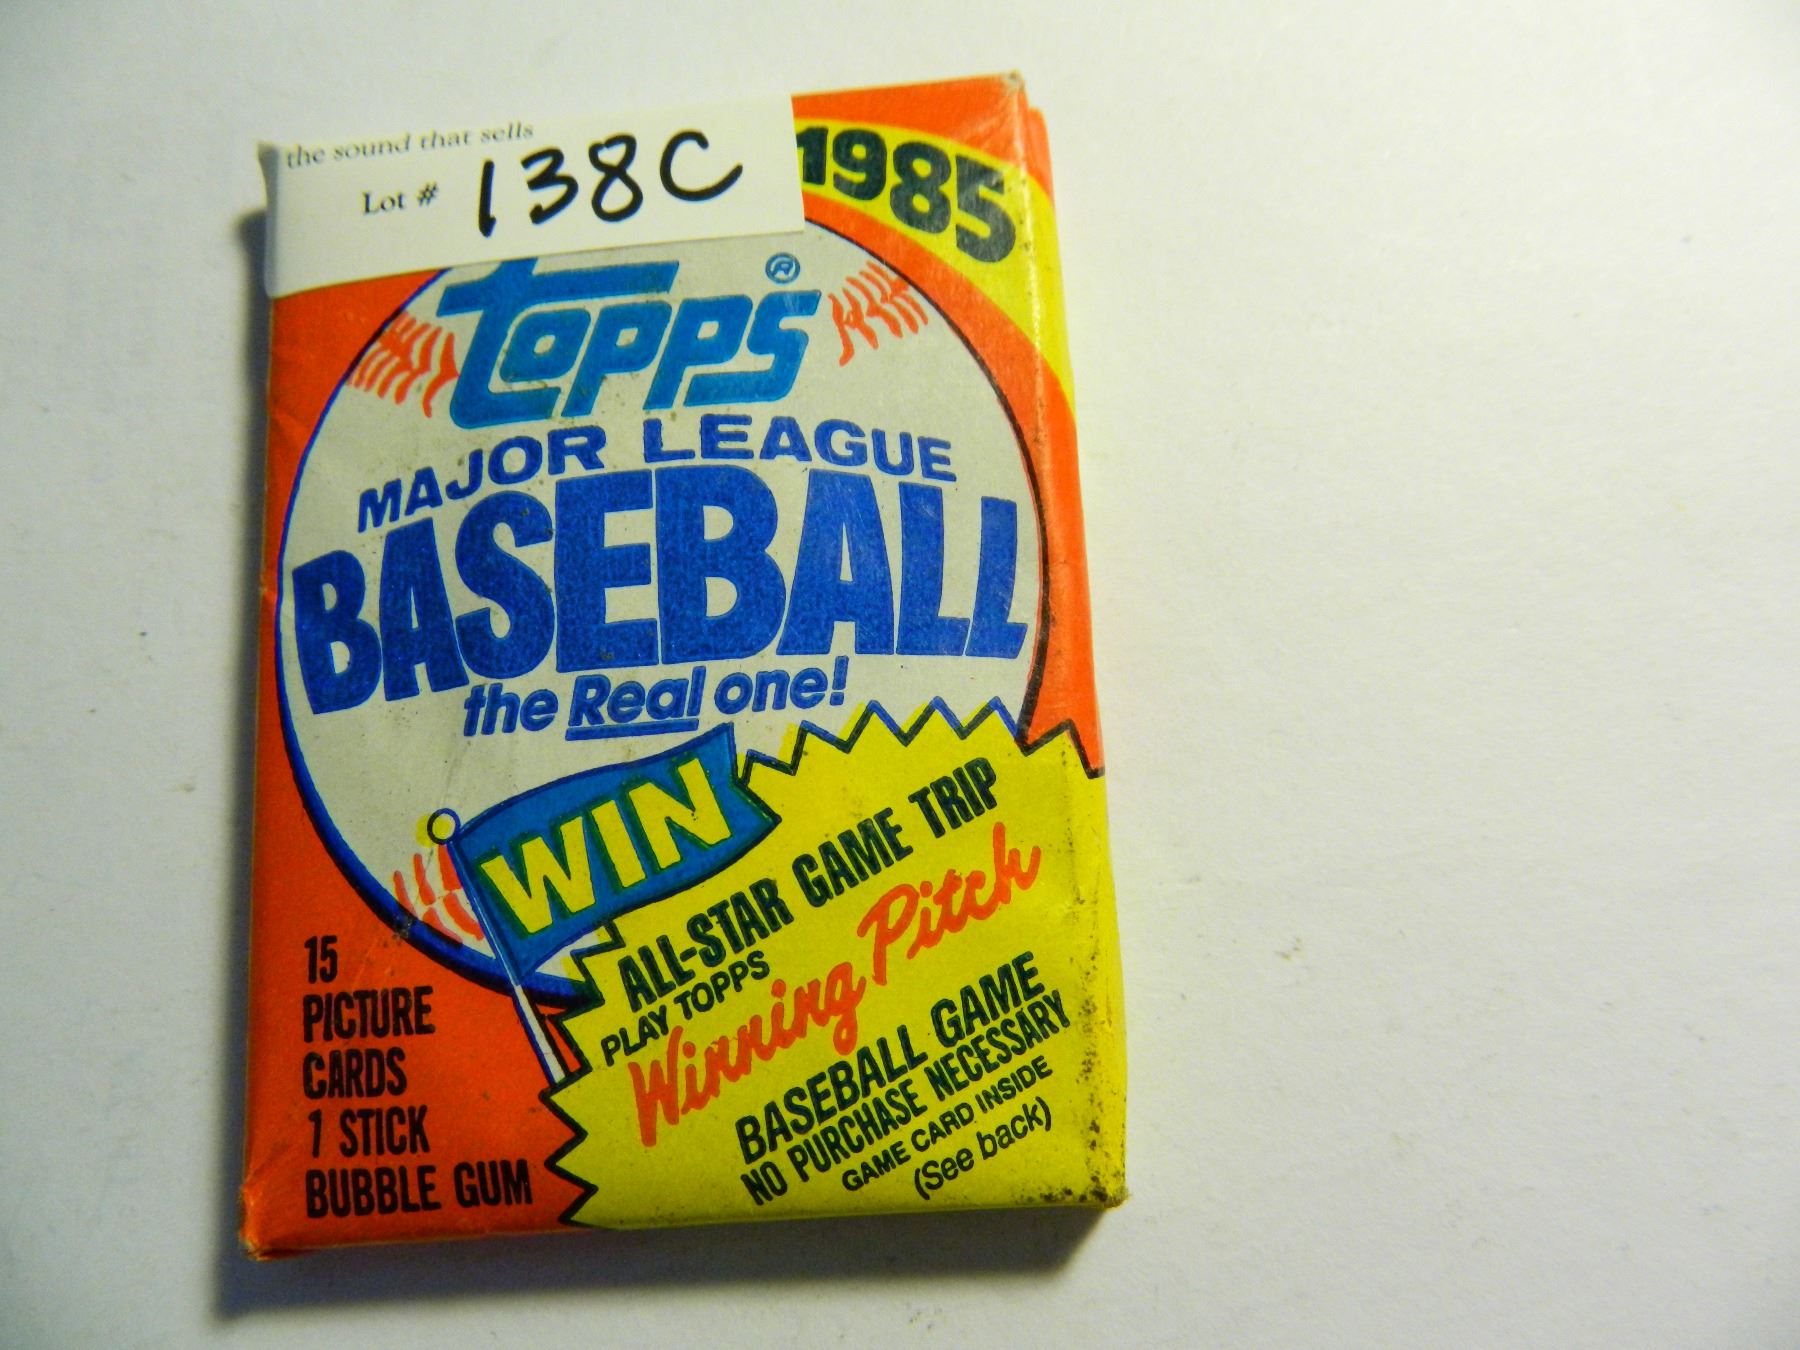 the sound that sells
Lot # 138C
1985
Topps®
MAJOR LEAGUE
BASEBALL
the Real one!
WIN
ALL-STAR GAME TRIP
PLAY TOPPS
Winning Pitch
BASEBALL GAME
NO PURCHASE NECESSARY
GAME CARD INSIDE
(See back)
15
PICTURE
CARDS
1 STICK
BUBBLE GUM